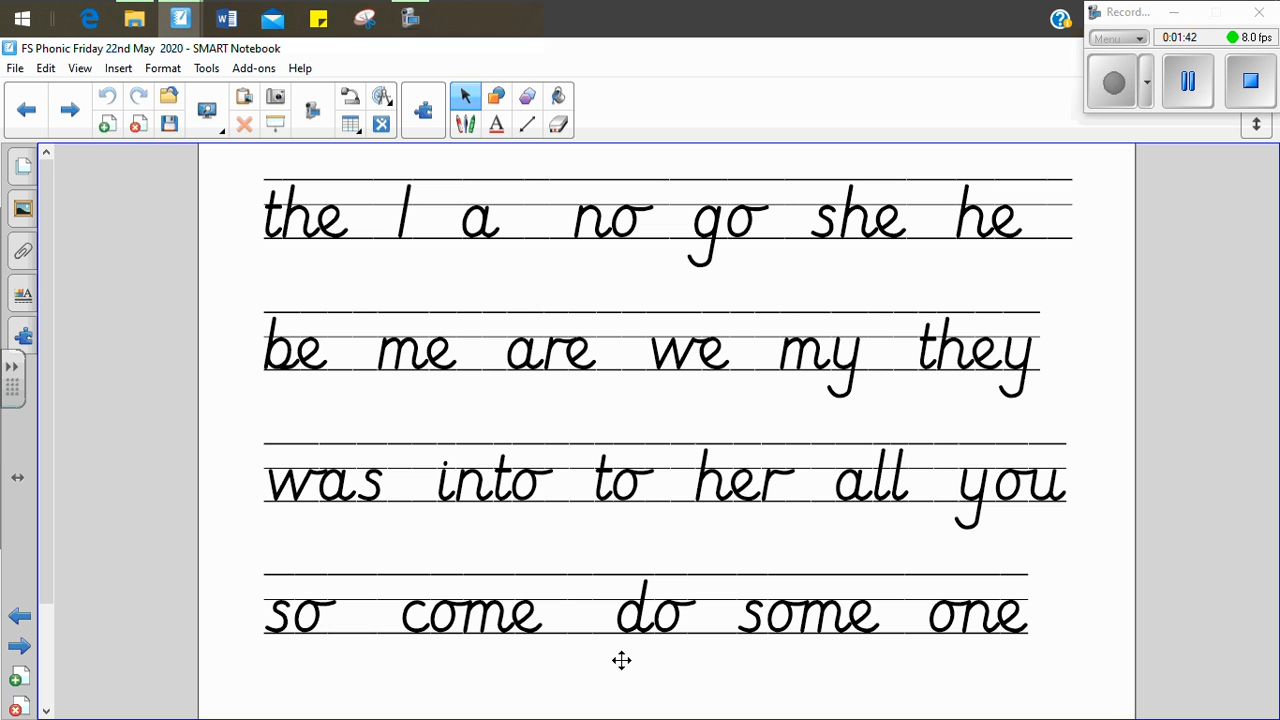 Record...
Menu 0:01:42 8.0 fps
FS Phonic Friday 22nd May 2020 - SMART Notebook
File Edit View Insert Format Tools Add-ons Help
the I a no go she he
be me are we my they
was into to her all you
so come do some one